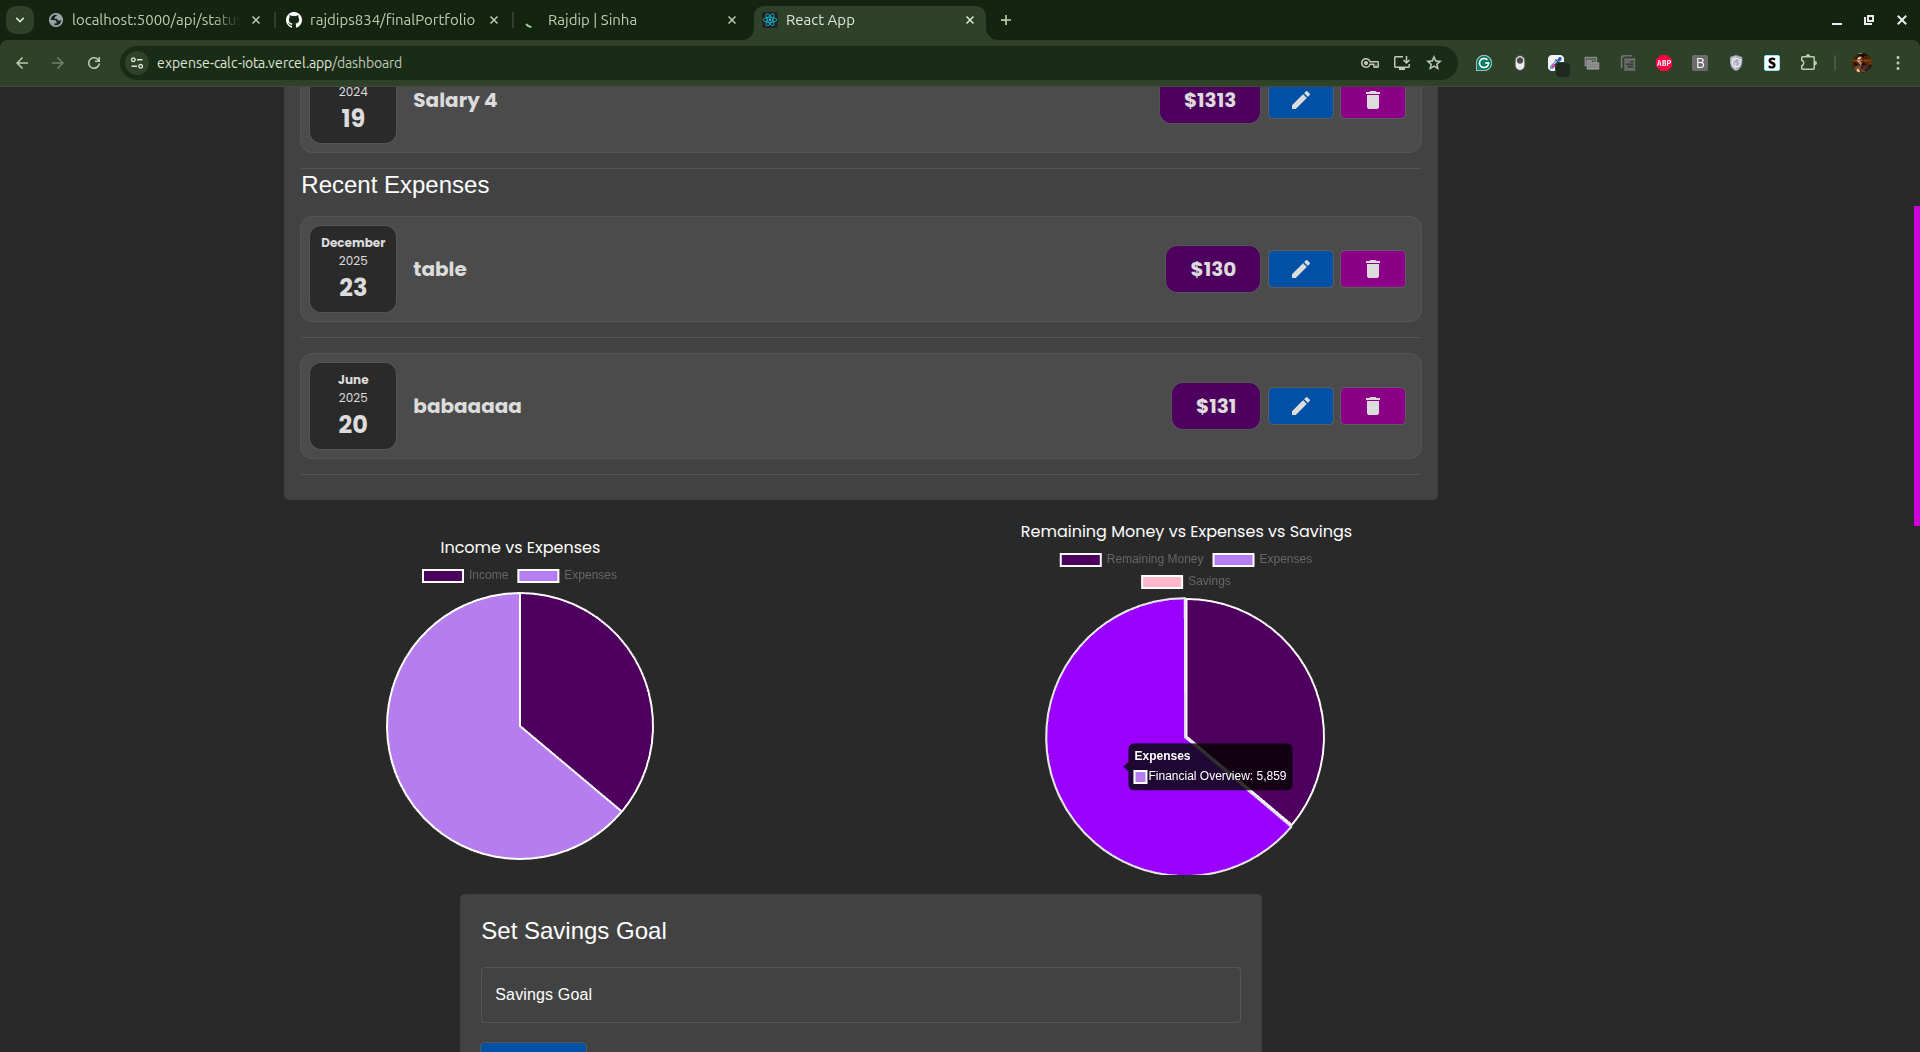 localhost:5000/api/statu
rajdips834/finalPortfolio
Rajdip | Sinha
React App
expense-calc-iota.vercel.app/dashboard
ABP
B
S
2024
19
Salary 4
$1313
Recent Expenses
December
2025
23
table
$130
June
2025
20
babaaaaa
$131
Income vs Expenses
Income
Expenses
Remaining Money vs Expenses vs Savings
Remaining Money
Expenses
Savings
Expenses
Financial Overview: 5,859
Set Savings Goal
Savings Goal